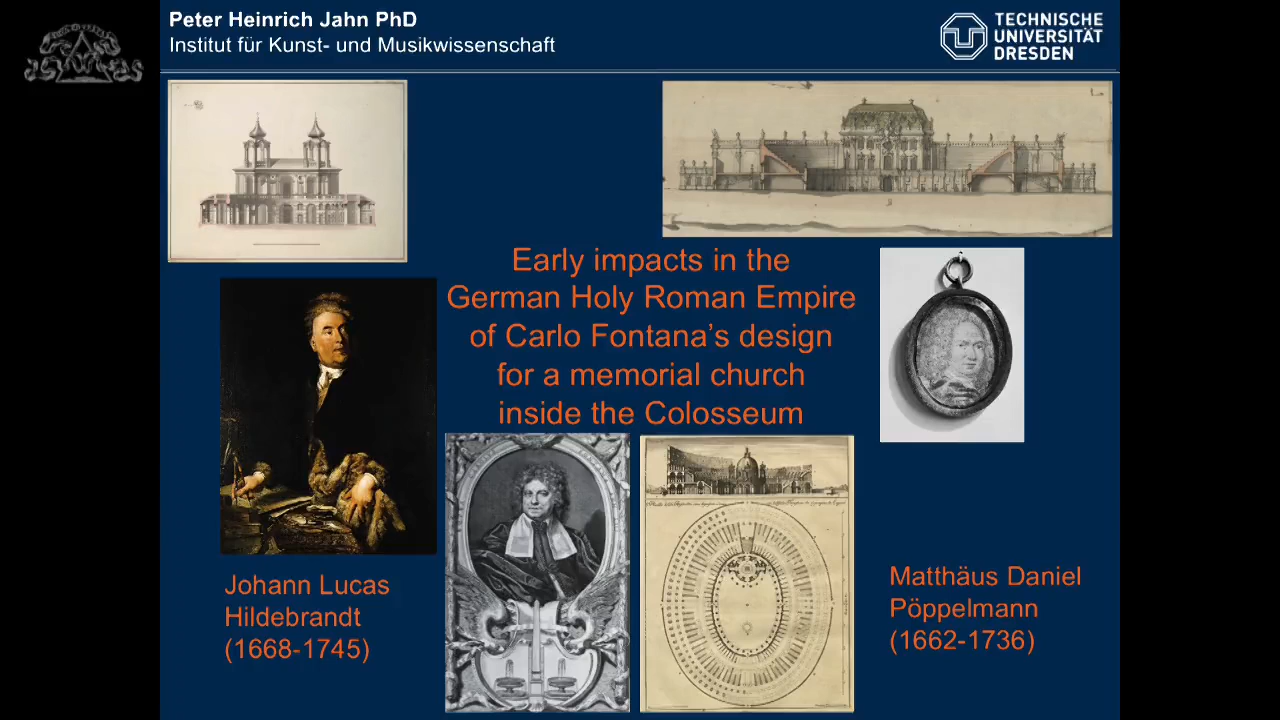 Peter Heinrich Jahn PhD
Institut für Kunst- und Musikwissenschaft
TECHNISCHE
UNIVERSITÄT
DRESDEN
Early impacts in the
German Holy Roman Empire
of Carlo Fontana's design
for a memorial church
inside the Colosseum
Johann Lucas
Hildebrandt
(1668-1745)
Matthäus Daniel
Pöppelmann
(1662-1736)